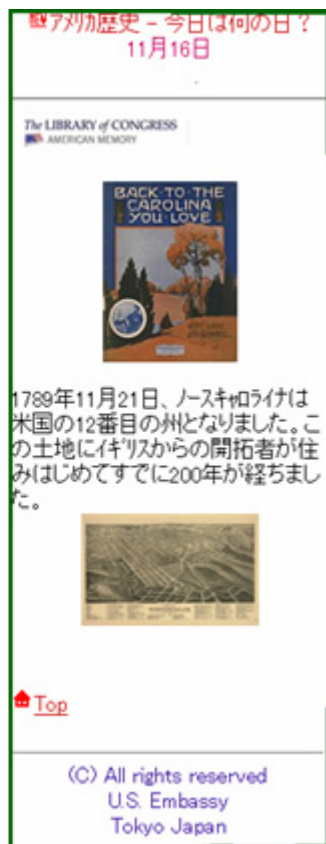 アメリカ歴史 - 今日は何の日?
11月16日
The LIBRARY of CONGRESS
AMERICAN MEMORY
BACK·TO·THE
CAROLINA
YOU·LOVE
1789年11月21日、ノースキャロライナは
米国の12番目の州となりました。こ
の土地にイギリスからの開拓者が住
みはじめてすでに200年が経ちまし
た。
Top
(C) All rights reserved
U.S. Embassy
Tokyo Japan